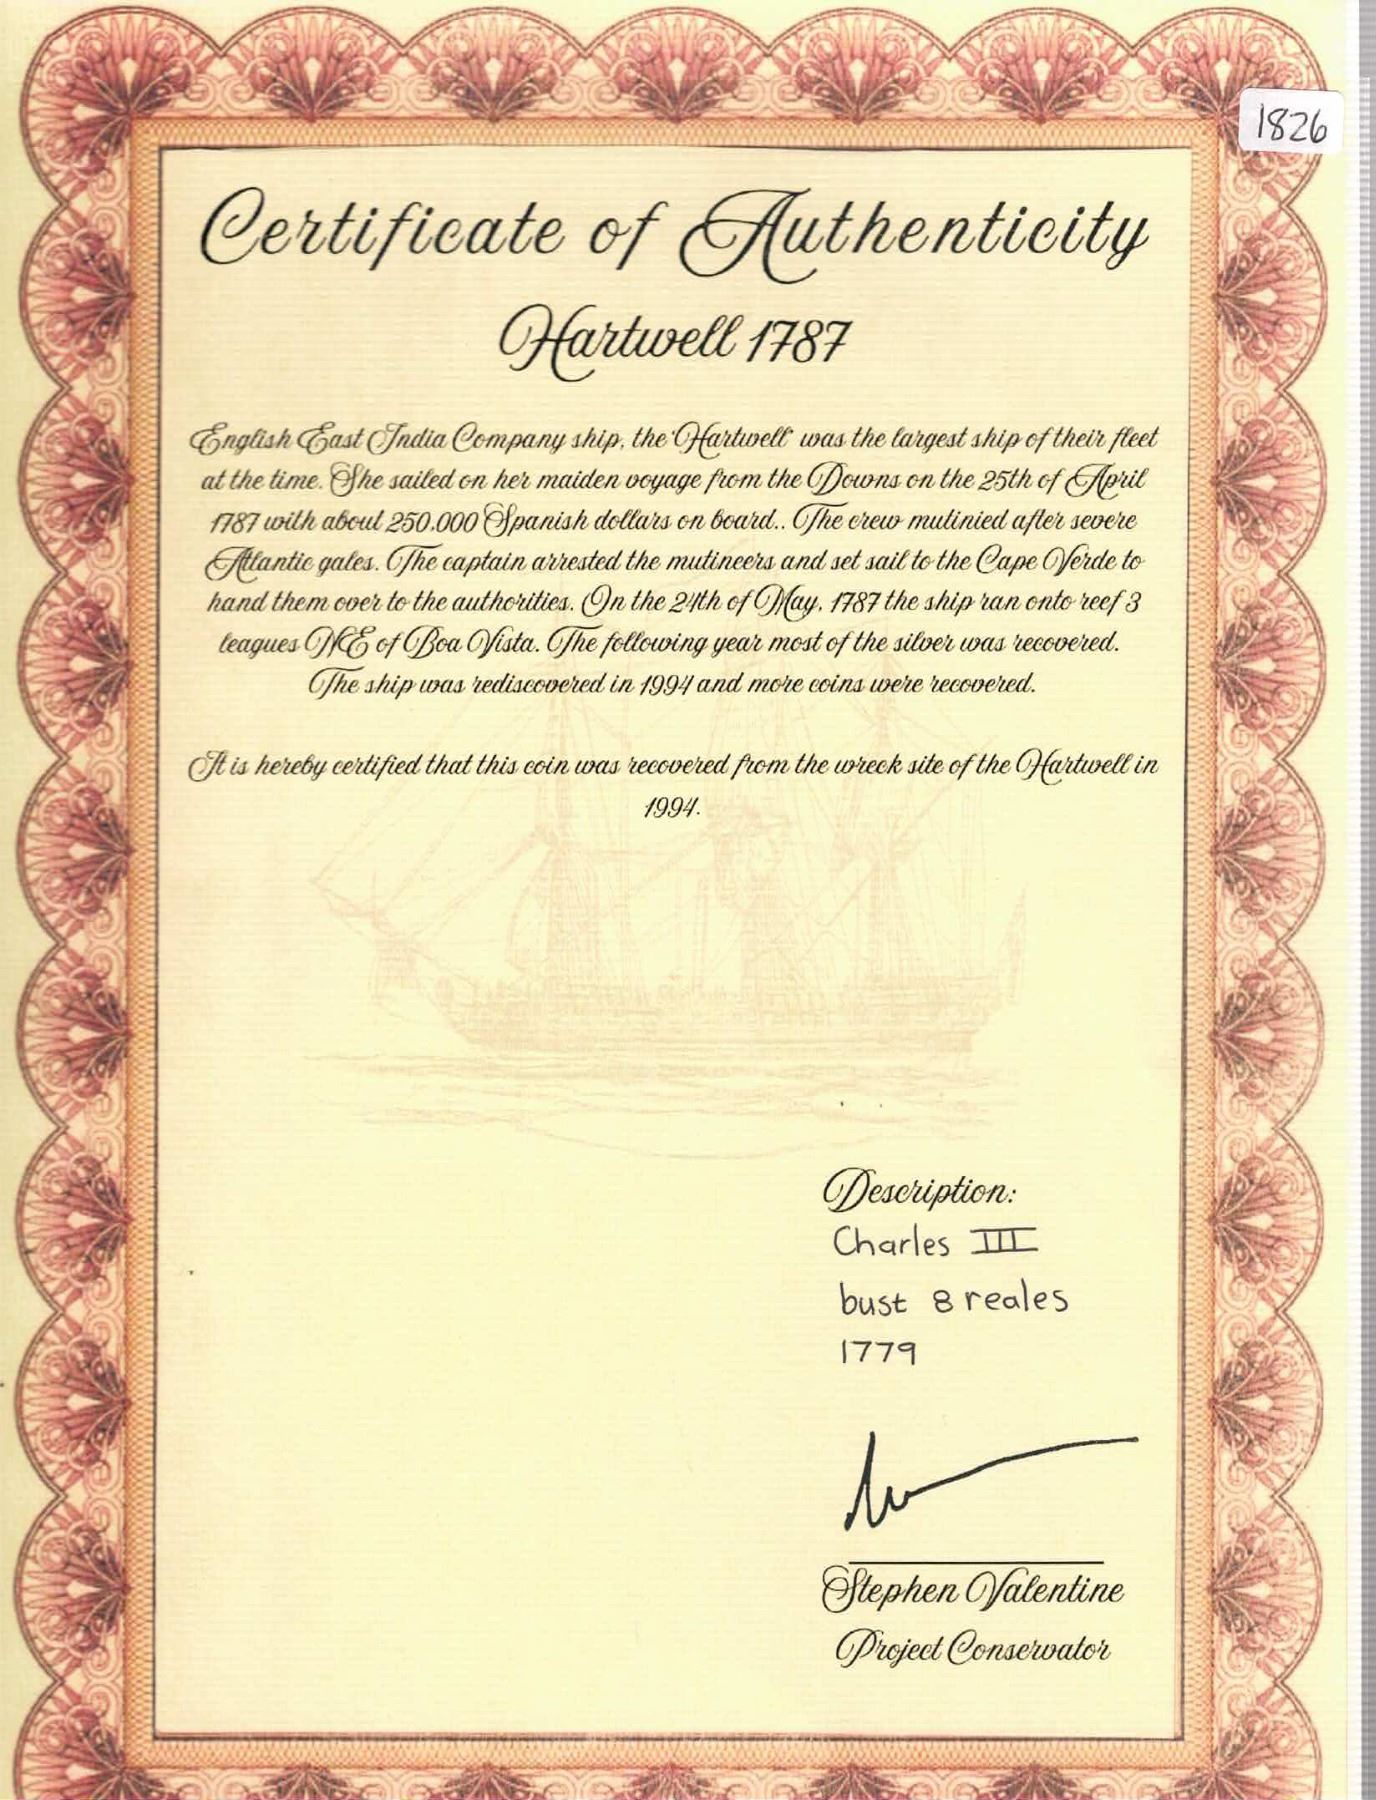 1826
Certificate of Authenticity
Hartwell 1787
English East India Company ship, the 'Hartwell' was the largest ship of their fleet
at the time. She sailed on her maiden voyage from the Downs on the 25th of April
1787 with about 250.000 Spanish dollars on board.. The crew mutinied after severe
Atlantic gales. The captain arrested the mutineers and set sail to the Cape Verde to
hand them over to the authorities. On the 24th of May, 1787 the ship ran onto reef 3
leagues NE of Boa Vista. The following year most of the silver was recovered.
The ship was rediscovered in 1994 and more coins were recovered.
It is hereby certified that this coin was recovered from the wreck site of the Hartwell in
1994.
Description:
Charles III
bust 8 reales
1779
Stephen Valentine
Project Conservator